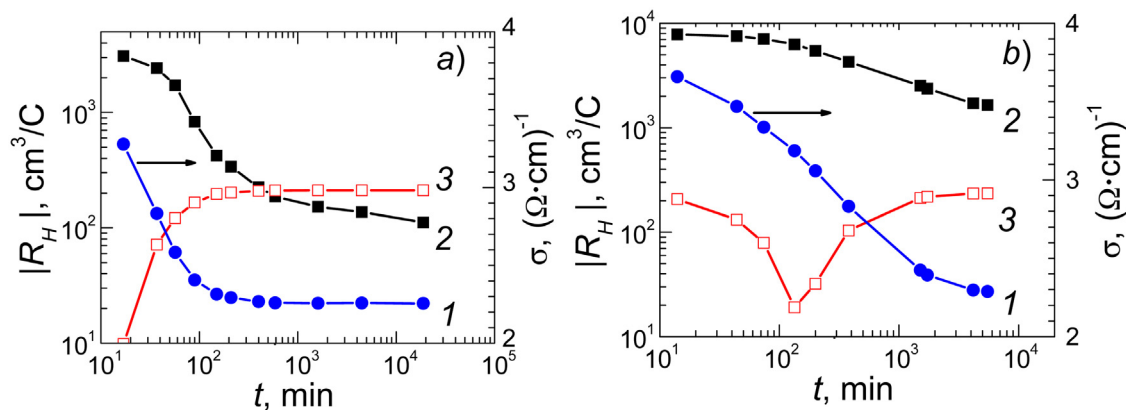 a)
|R_H|, cm³/C
10³
10²
10¹
4
3
2
σ, (Ω·cm)⁻¹
3
2
1
10¹ 10² 10³ 10⁴ 10⁵
t, min
b)
|R_H|, cm³/C
10⁴
10³
10²
10¹
4
3
2
σ, (Ω·cm)⁻¹
2
3
1
10¹ 10² 10³ 10⁴
t, min